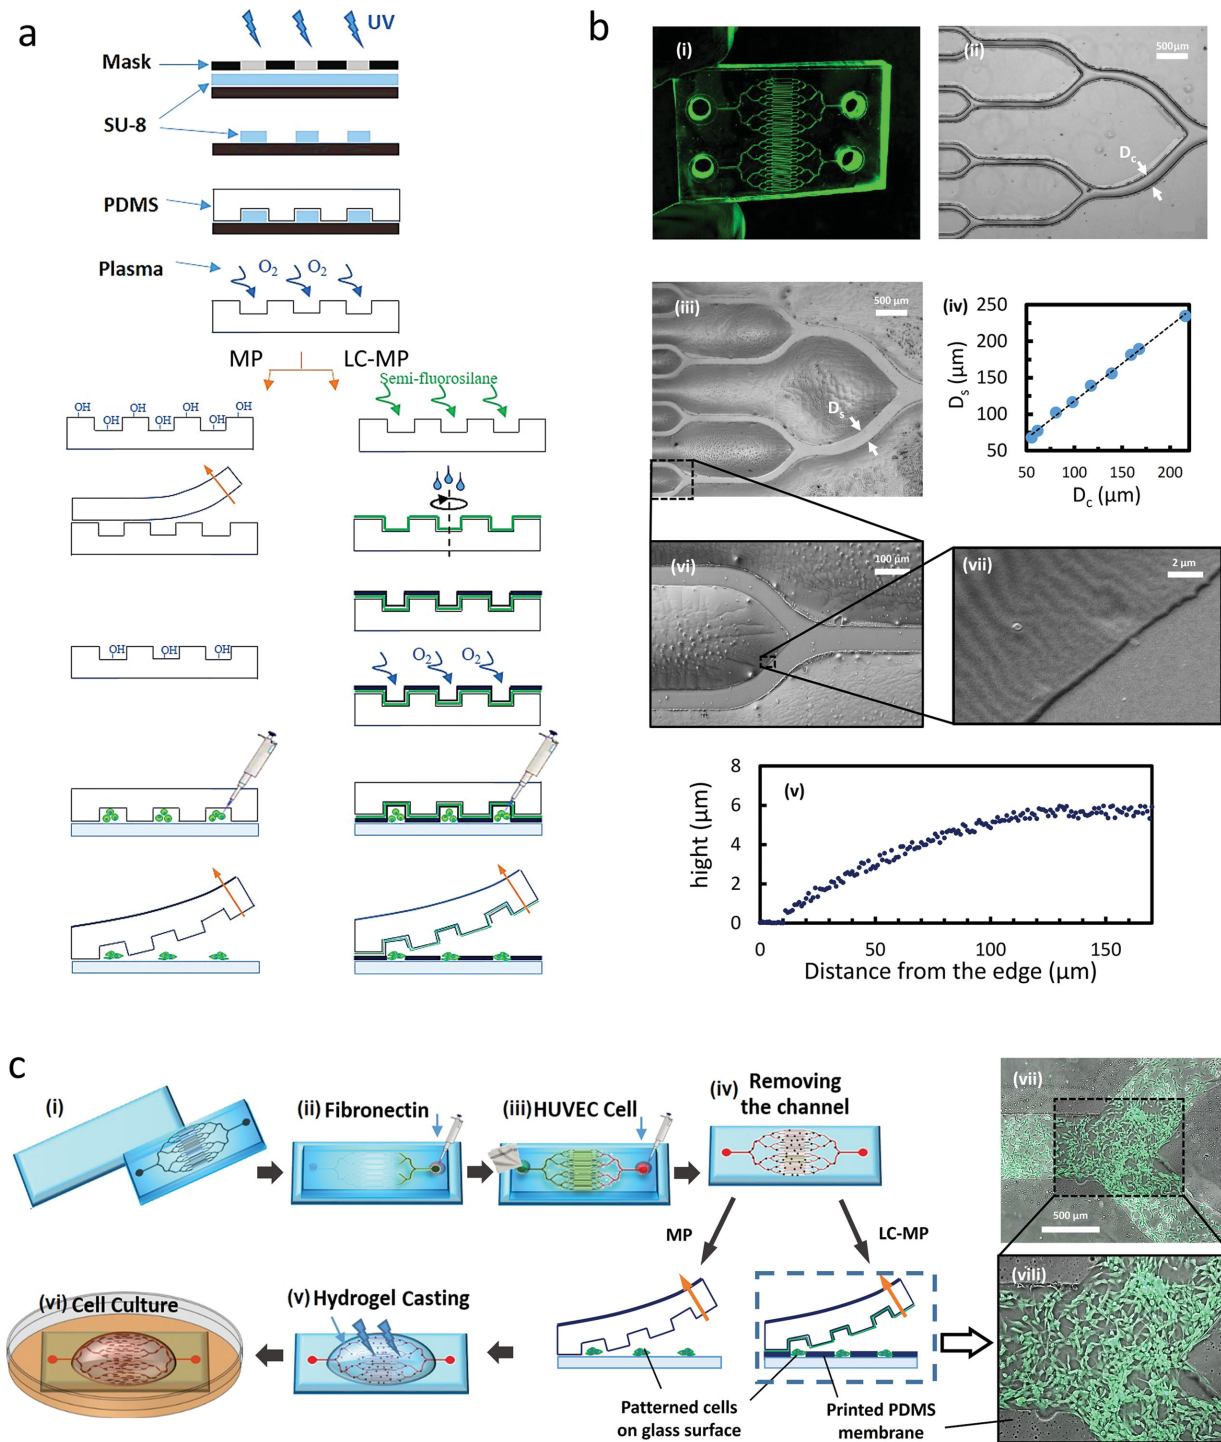 a
UV
Mask
SU-8
PDMS
Plasma
O2 O2
MP
LC-MP
Semi-fluorosilane
OH OH OH OH
OH OH OH
OH OH OH
O2 O2
b
(i)
(ii)
500μm
Dc
(iii)
500 μm
Ds
(iv)
250
200
150
100
50
Ds (μm)
50 100 150 200
Dc (μm)
(vi)
100 μm
(vii)
2 μm
(v)
8
6
4
2
0
hight (μm)
0 50 100 150
Distance from the edge (μm)
c
(i)
(ii) Fibronectin
(iii) HUVEC Cell
(iv) Removing
the channel
MP
LC-MP
(v) Hydrogel Casting
(vi) Cell Culture
Patterned cells
on glass surface
Printed PDMS
membrane
(vii)
500 μm
(viii)